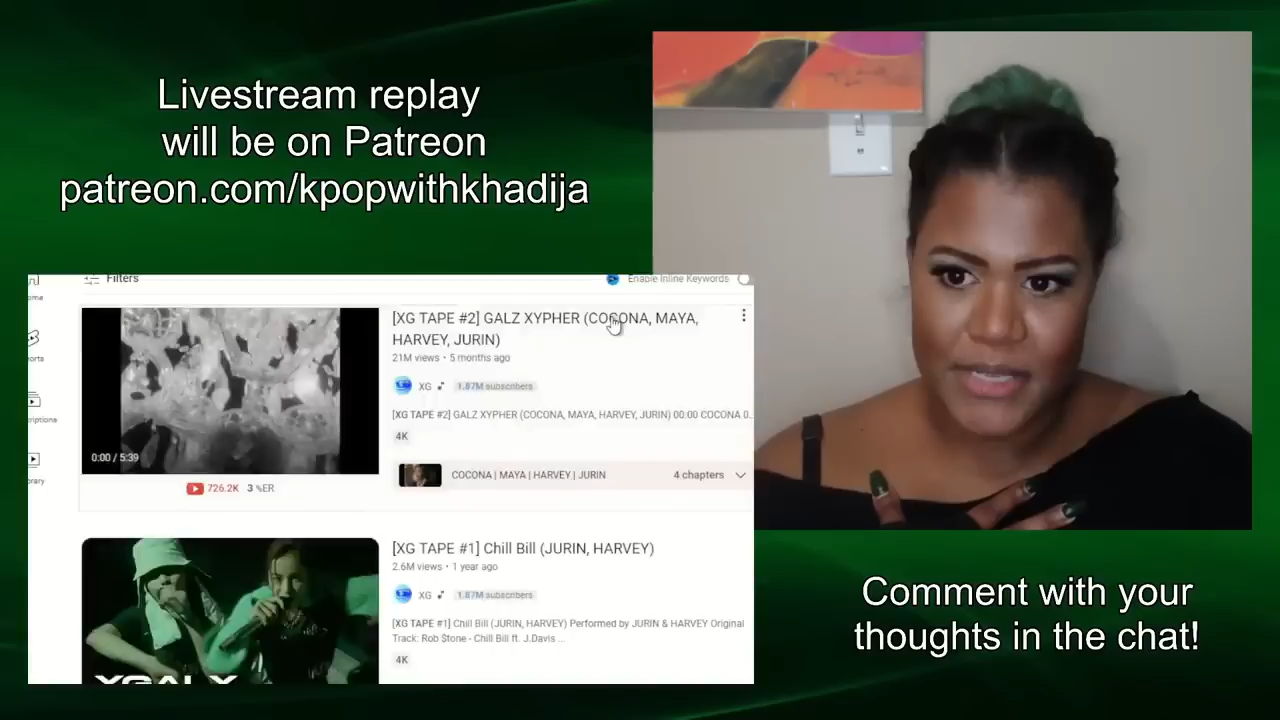 Livestream replay
will be on Patreon
patreon.com/kpopwithkhadija
Filters
Enable Inline Keywords
[XG TAPE #2] GALZ XYPHER (COCONA, MAYA,
HARVEY, JURIN)
21M views • 5 months ago
XG
1.87M subscribers
[XG TAPE #2] GALZ XYPHER (COCONA, MAYA, HARVEY, JURIN) 00:00 COCONA 0...
4K
0:00 / 5:39
COCONA | MAYA | HARVEY | JURIN
4 chapters
726.2K 3 %ER
[XG TAPE #1] Chill Bill (JURIN, HARVEY)
2.6M views • 1 year ago
XG
1.87M subscribers
[XG TAPE #1] Chill Bill (JURIN, HARVEY) Performed by JURIN & HARVEY Original
Track: Rob $tone - Chill Bill ft. J.Davis ...
4K
Comment with your
thoughts in the chat!